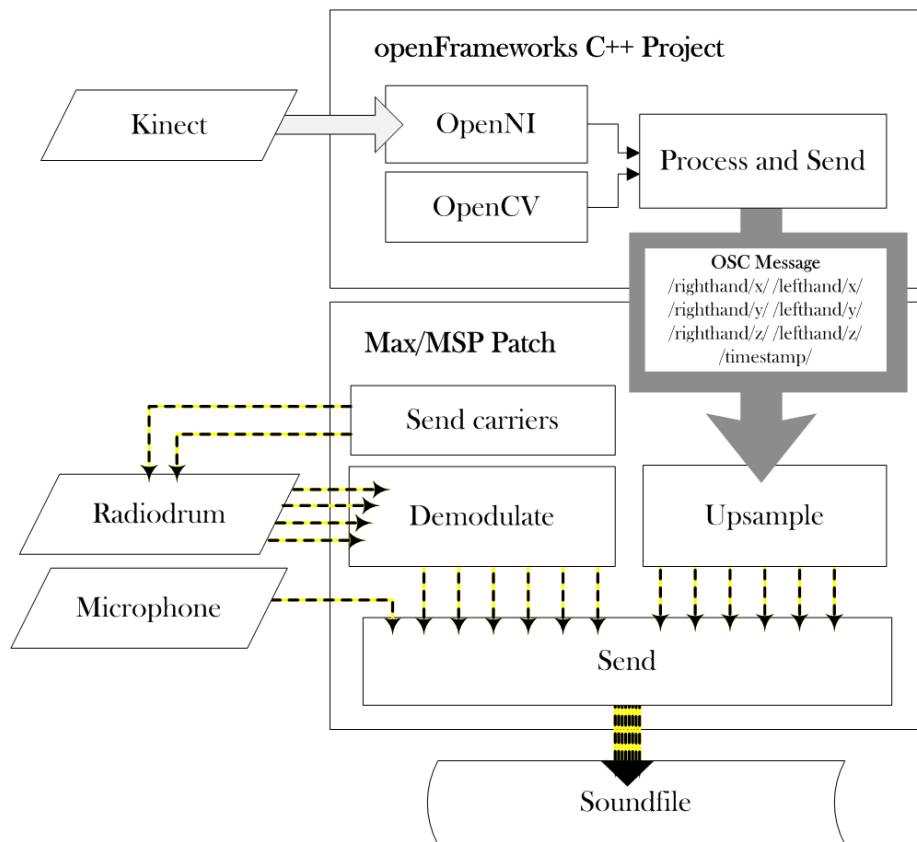 openFrameworks C++ Project
Kinect
OpenNI
OpenCV
Process and Send
OSC Message
/righthand/x/ /lefthand/x/
/righthand/y/ /lefthand/y/
/righthand/z/ /lefthand/z/
/timestamp/
Max/MSP Patch
Send carriers
Radiodrum
Demodulate
Upsample
Microphone
Send
Soundfile